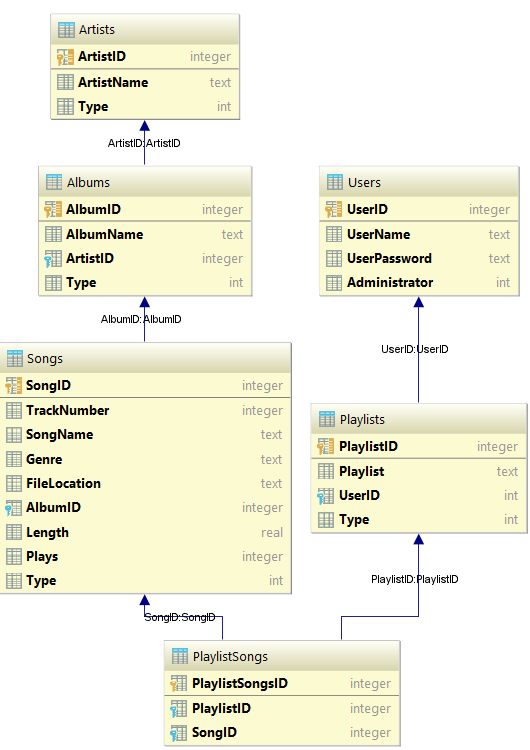 Artists
ArtistID integer
ArtistName text
Type int
ArtistID:ArtistID
Albums
AlbumID integer
AlbumName text
ArtistID integer
Type int
Users
UserID integer
UserName text
UserPassword text
Administrator int
AlbumID:AlbumID
UserID:UserID
Songs
SongID integer
TrackNumber integer
SongName text
Genre text
FileLocation text
AlbumID integer
Length real
Plays integer
Type int
Playlists
PlaylistID integer
Playlist text
UserID int
Type int
PlaylistID:PlaylistID
SongID:SongID
PlaylistSongs
PlaylistSongsID integer
PlaylistID integer
SongID integer